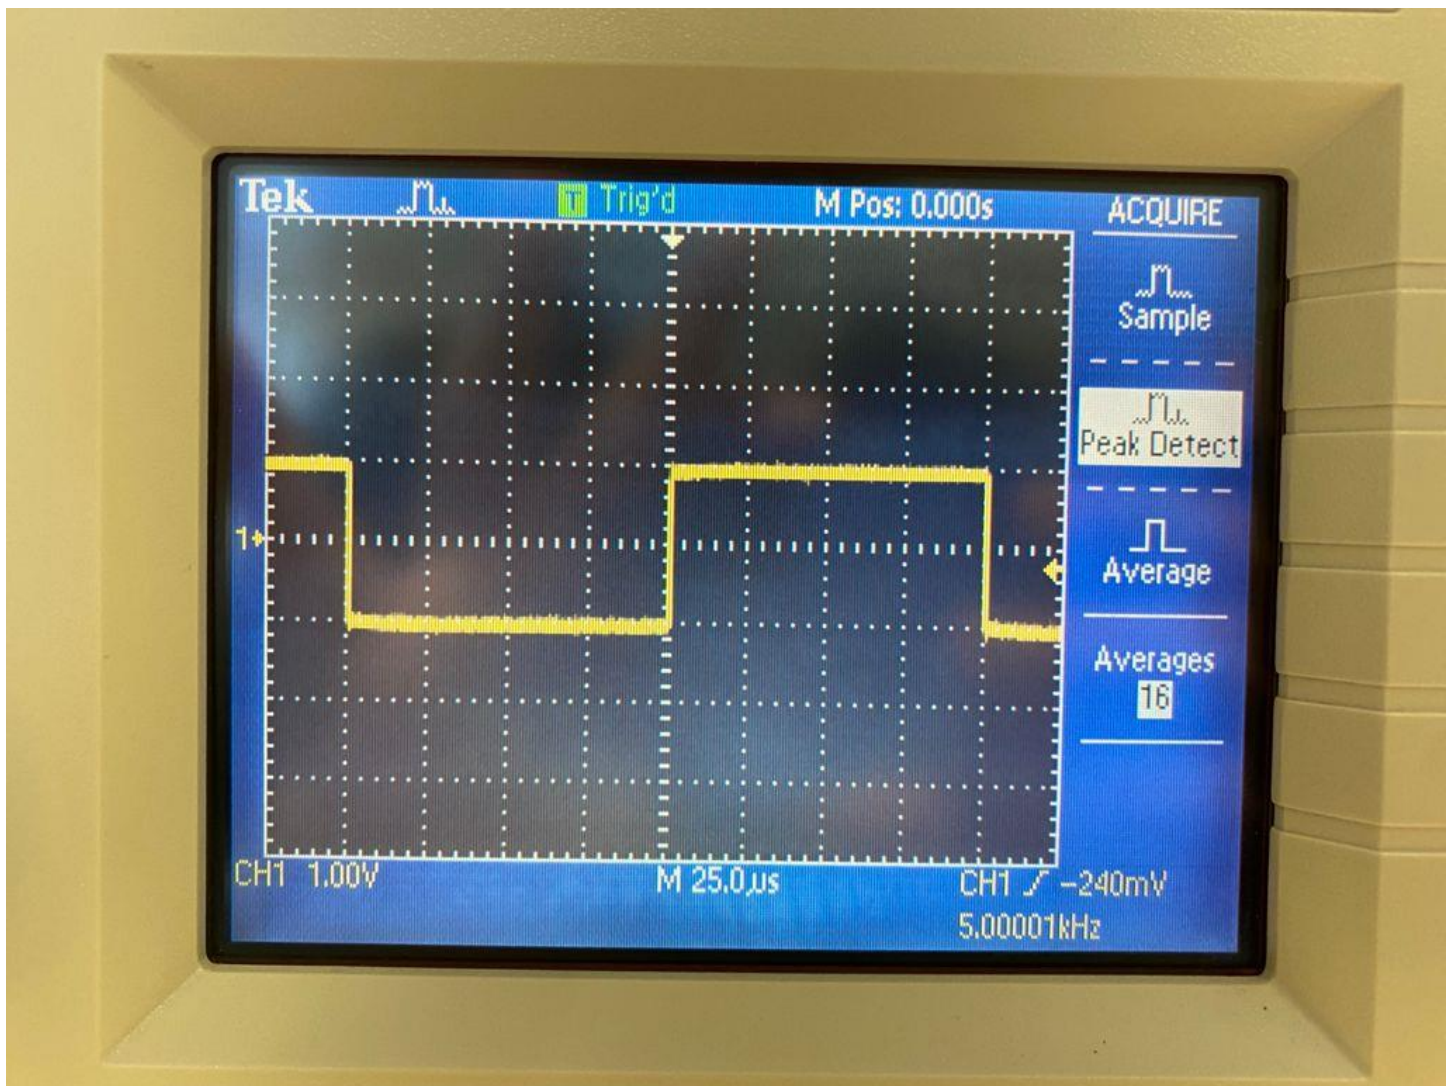 Tek T Trig'd M Pos: 0.000s ACQUIRE
Sample
Peak Detect
1
Average
Averages
16
CH1 1.00V M 25.0µs CH1 -240mV
5.00001kHz